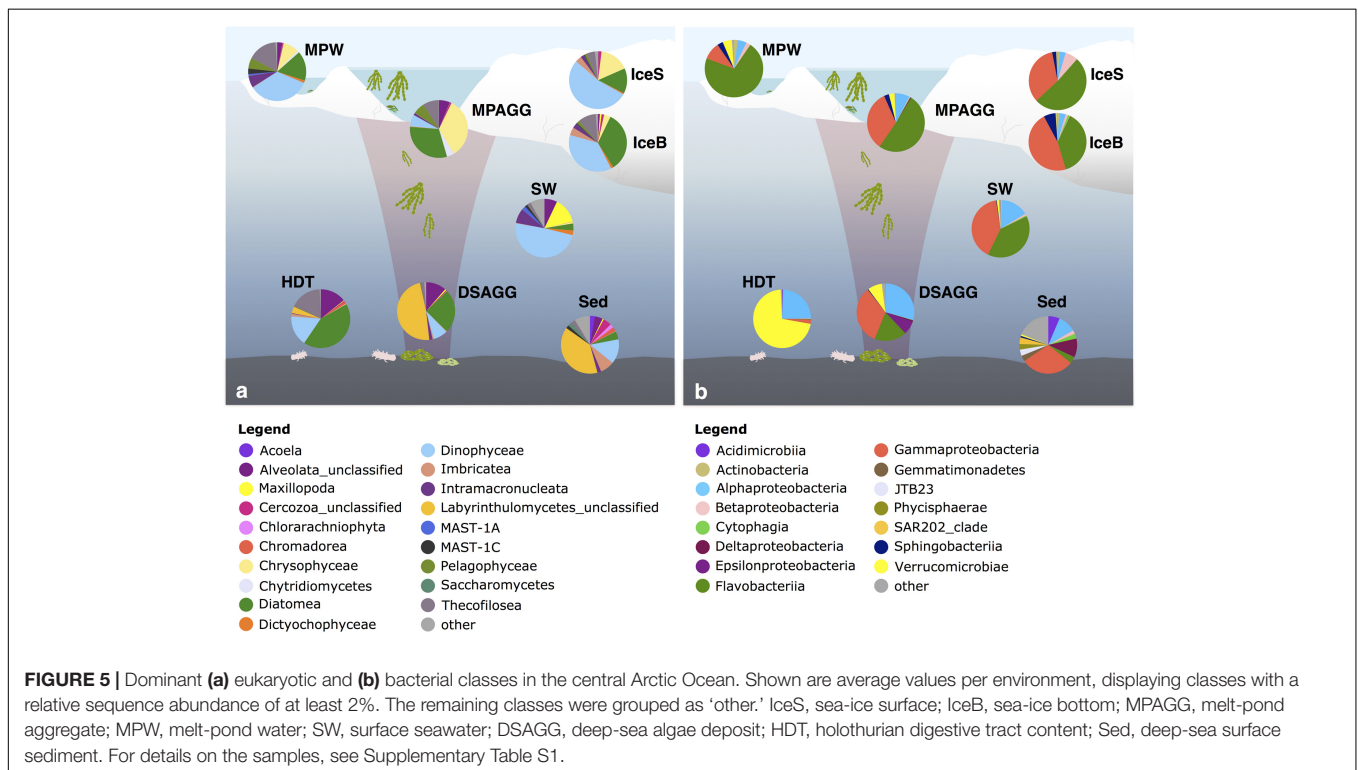 MPW
IceS
MPAGG
IceB
SW
HDT
DSAGG
Sed
a
MPW
IceS
MPAGG
IceB
SW
HDT
DSAGG
Sed
b
Legend
Acoela
Alveolata_unclassified
Maxillopoda
Cercozoa_unclassified
Chlorarachniophyta
Chromadorea
Chrysophyceae
Chytridiomycetes
Diatomea
Dictyochophyceae
Dinophyceae
Imbricatea
Intramacronucleata
Labyrinthulomycetes_unclassified
MAST-1A
MAST-1C
Pelagophyceae
Saccharomycetes
Thecofilosea
other
Legend
Acidimicrobiia
Actinobacteria
Alphaproteobacteria
Betaproteobacteria
Cytophagia
Deltaproteobacteria
Epsilonproteobacteria
Flavobacteriia
Gammaproteobacteria
Gemmatimonadetes
JTB23
Phycisphaerae
SAR202_clade
Sphingobacteriia
Verrucomicrobiae
other
FIGURE 5 | Dominant (a) eukaryotic and (b) bacterial classes in the central Arctic Ocean. Shown are average values per environment, displaying classes with a
relative sequence abundance of at least 2%. The remaining classes were grouped as ‘other.’ IceS, sea-ice surface; IceB, sea-ice bottom; MPAGG, melt-pond
aggregate; MPW, melt-pond water; SW, surface seawater; DSAGG, deep-sea algae deposit; HDT, holothurian digestive tract content; Sed, deep-sea surface
sediment. For details on the samples, see Supplementary Table S1.